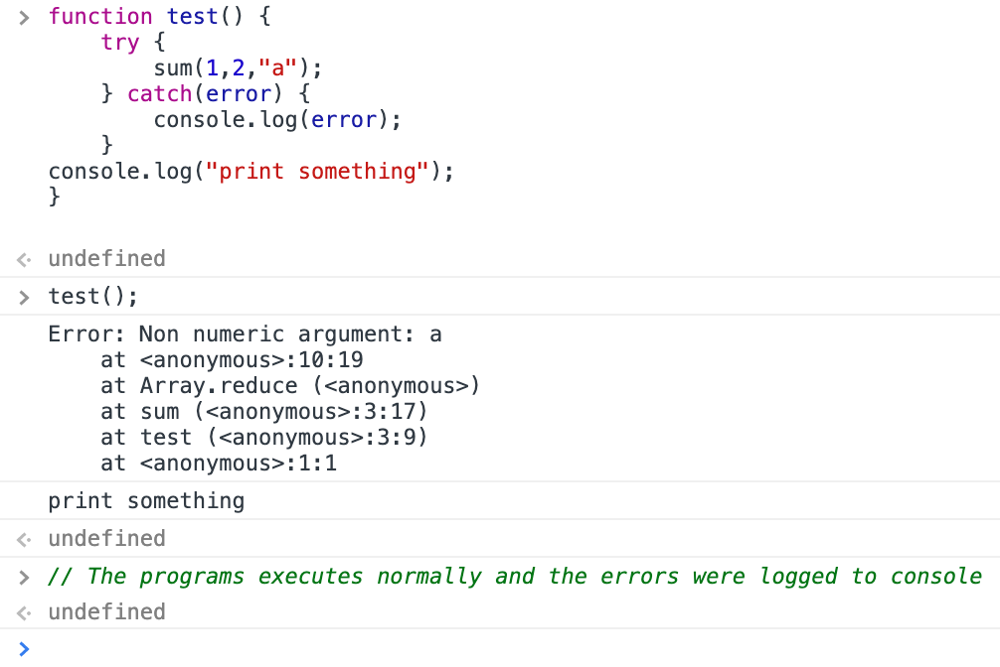 function test() {
    try {
        sum(1,2,"a");
    } catch(error) {
        console.log(error);
    }
console.log("print something");
}
undefined
test();
Error: Non numeric argument: a
    at <anonymous>:10:19
    at Array.reduce (<anonymous>)
    at sum (<anonymous>:3:17)
    at test (<anonymous>:3:9)
    at <anonymous>:1:1
print something
undefined
// The programs executes normally and the errors were logged to console
undefined